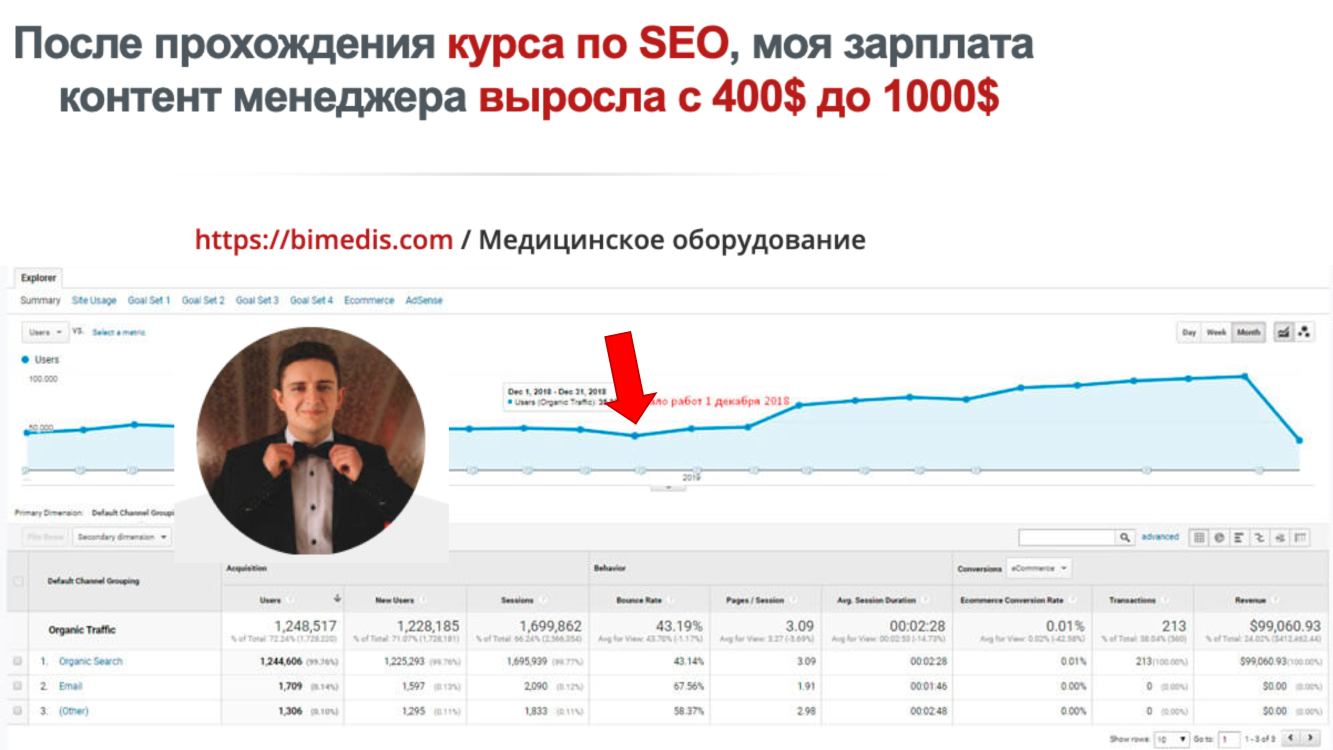 После прохождения курса по SEO, моя зарплата
контент менеджера выросла с 400$ до 1000$
https://bimedis.com / Медицинское оборудование
Explorer
Summary Site Usage Goal Set 1 Goal Set 2 Goal Set 3 Goal Set 4 Ecommerce AdSense
Users VS. Select a metric Day Week Month
Users
100.000
50.000
Dec 1, 2018 - Dec 31, 2018
Users (Organic Traffic):
работ 1 декабря 2018
2019
Primary Dimension: Default Channel
Plot Rows Secondary dimension advanced
Default Channel Grouping Acquisition Behavior Conversions eCommerce
Users New Users Sessions Bounce Rate Pages / Session Avg. Session Duration Ecommerce Conversion Rate Transactions Revenue
Organic Traffic 1,248,517 1,228,185 1,699,862 43.19% 3.09 00:02:28 0.01% 213 $99,060.93
% of Total: 72.24% (1,728,220) % of Total: 71.07% (1,728,181) % of Total: 66.24% (2,566,354) Avg for View: 43.70% (-1.17%) Avg for View: 3.27 (-5.69%) Avg for View: 00:02:53 (-14.73%) Avg for View: 0.02% (-42.58%) % of Total: 38.04% (560) % of Total: 24.02% ($412,462.44)
1. Organic Search 1,244,606 (99.76%) 1,225,293 (99.76%) 1,695,939 (99.77%) 43.14% 3.09 00:02:28 0.01% 213 (100.00%) $99,060.93 (100.00%)
2. Email 1,709 (0.14%) 1,597 (0.13%) 2,090 (0.12%) 67.56% 1.91 00:01:46 0.00% 0 (0.00%) $0.00 (0.00%)
3. (Other) 1,306 (0.10%) 1,295 (0.11%) 1,833 (0.11%) 58.37% 2.98 00:02:48 0.00% 0 (0.00%) $0.00 (0.00%)
Show rows: 10 Go to: 1 1 - 3 of 3